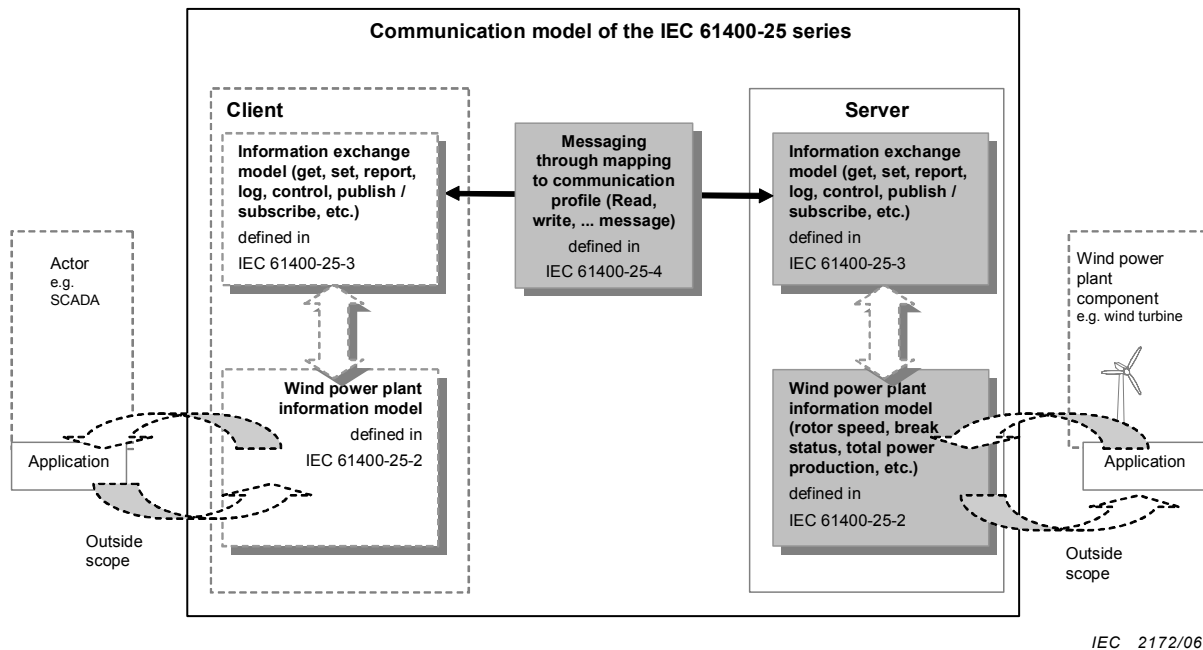 Communication model of the IEC 61400-25 series
Client
Information exchange
model (get, set, report,
log, control, publish /
subscribe, etc.)
defined in
IEC 61400-25-3
Messaging
through mapping
to communication
profile (Read,
write, ... message)
defined in
IEC 61400-25-4
Server
Information exchange
model (get, set, report,
log, control, publish /
subscribe, etc.)
defined in
IEC 61400-25-3
Actor
e.g.
SCADA
Application
Outside
scope
Wind power plant
information model
defined in
IEC 61400-25-2
Wind power plant
information model
(rotor speed, break
status, total power
production, etc.)
defined in
IEC 61400-25-2
Wind power
plant
component
e.g. wind turbine
Application
Outside
scope
IEC 2172/06